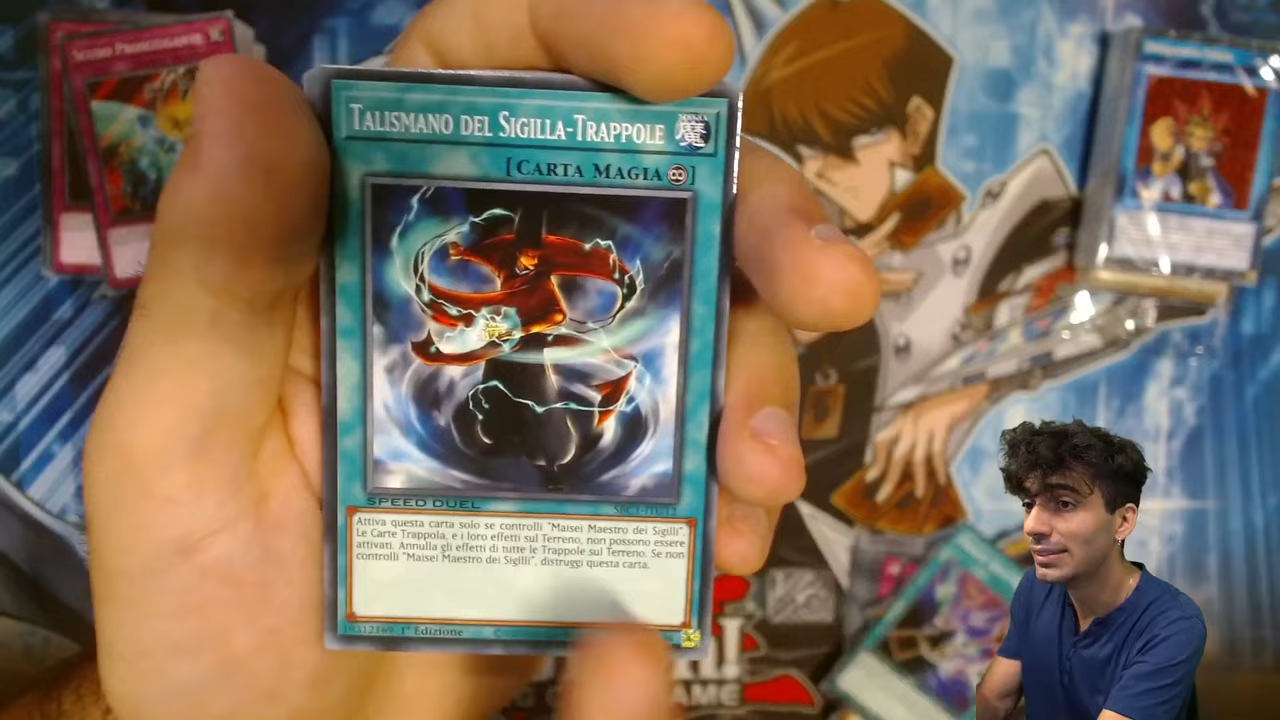 TALISMANO DEL SIGILLA-TRAPPOLE
[CARTA MAGIA]
SPEED DUEL
Attiva questa carta solo se controlli "Maisei Maestro dei Sigilli".
Le Carte Trappola, e i loro effetti sul Terreno, non possono essere
attivati. Annulla gli effetti di tutte le Trappole sul Terreno. Se non
controlli "Maisei Maestro dei Sigilli", distruggi questa carta.
1ª Edizione
GAME